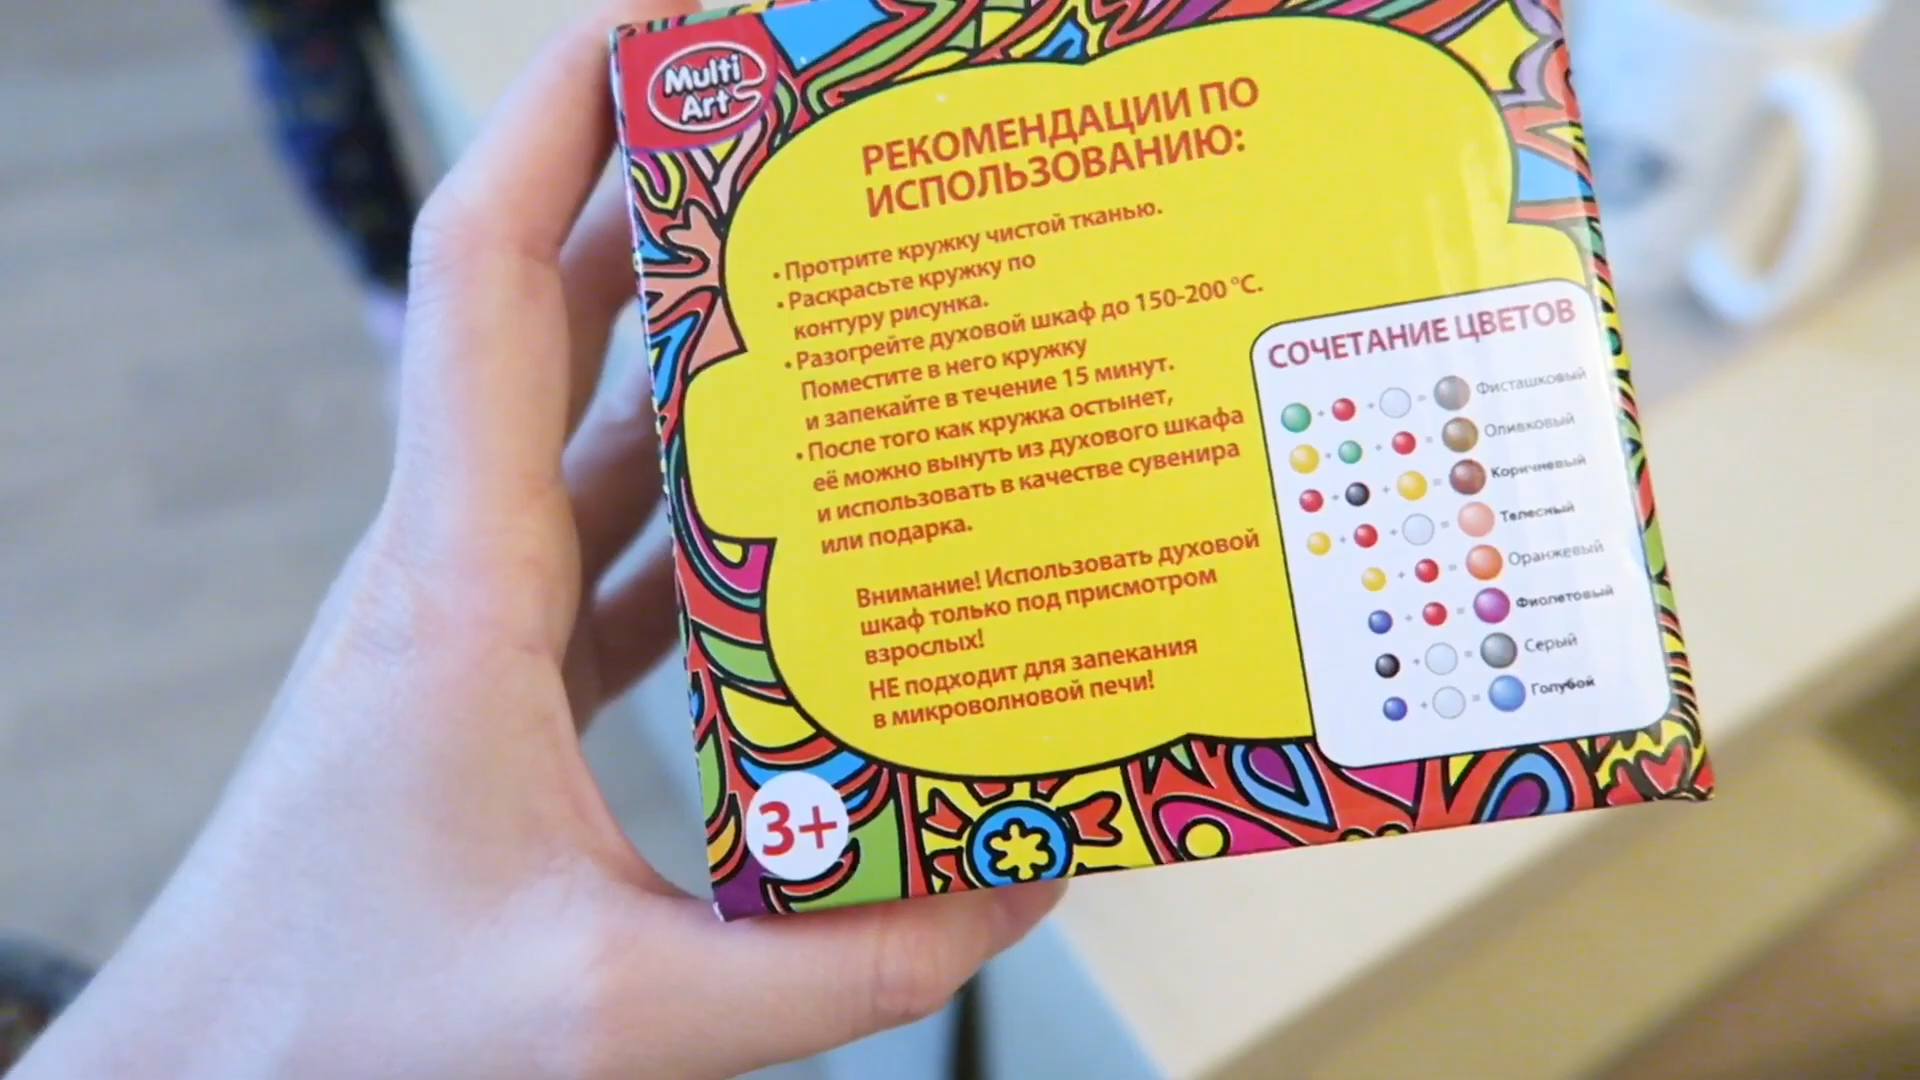 Multi
Art
РЕКОМЕНДАЦИИ ПО
ИСПОЛЬЗОВАНИЮ:
• Протрите кружку чистой тканью.
• Раскрасьте кружку по
контуру рисунка.
• Разогрейте духовой шкаф до 150-200 °С.
Поместите в него кружку
и запекайте в течение 15 минут.
• После того как кружка остынет,
её можно вынуть из духового шкафа
и использовать в качестве сувенира
или подарка.
Внимание! Использовать духовой
шкаф только под присмотром
взрослых!
НЕ подходит для запекания
в микроволновой печи!
СОЧЕТАНИЕ ЦВЕТОВ
+ + = Фисташковый
+ + = Оливковый
+ + = Коричневый
+ + = Телесный
+ = Оранжевый
+ = Фиолетовый
+ = Серый
+ = Голубой
3+